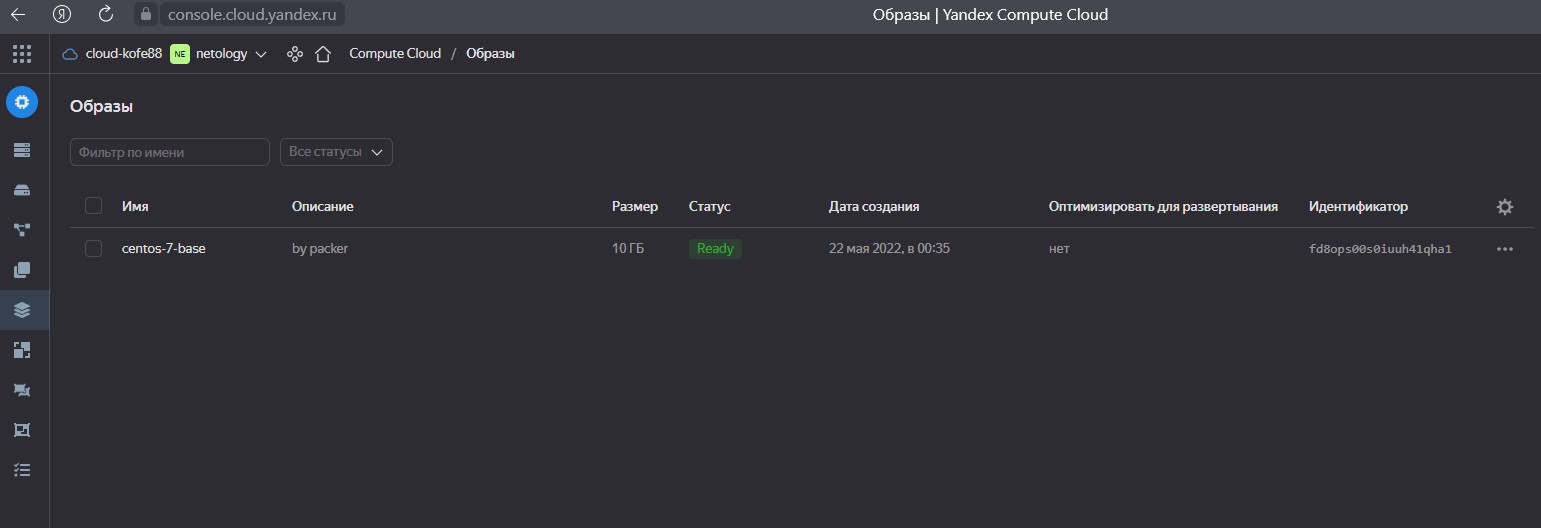 Я console.cloud.yandex.ru Образы | Yandex Compute Cloud
cloud-kofe88 NE netology Compute Cloud / Образы
Образы
Фильтр по имени Все статусы
Имя Описание Размер Статус Дата создания Оптимизировать для развертывания Идентификатор
centos-7-base by packer 10 ГБ Ready 22 мая 2022, в 00:35 нет fd8ops00s0iuuh41qha1